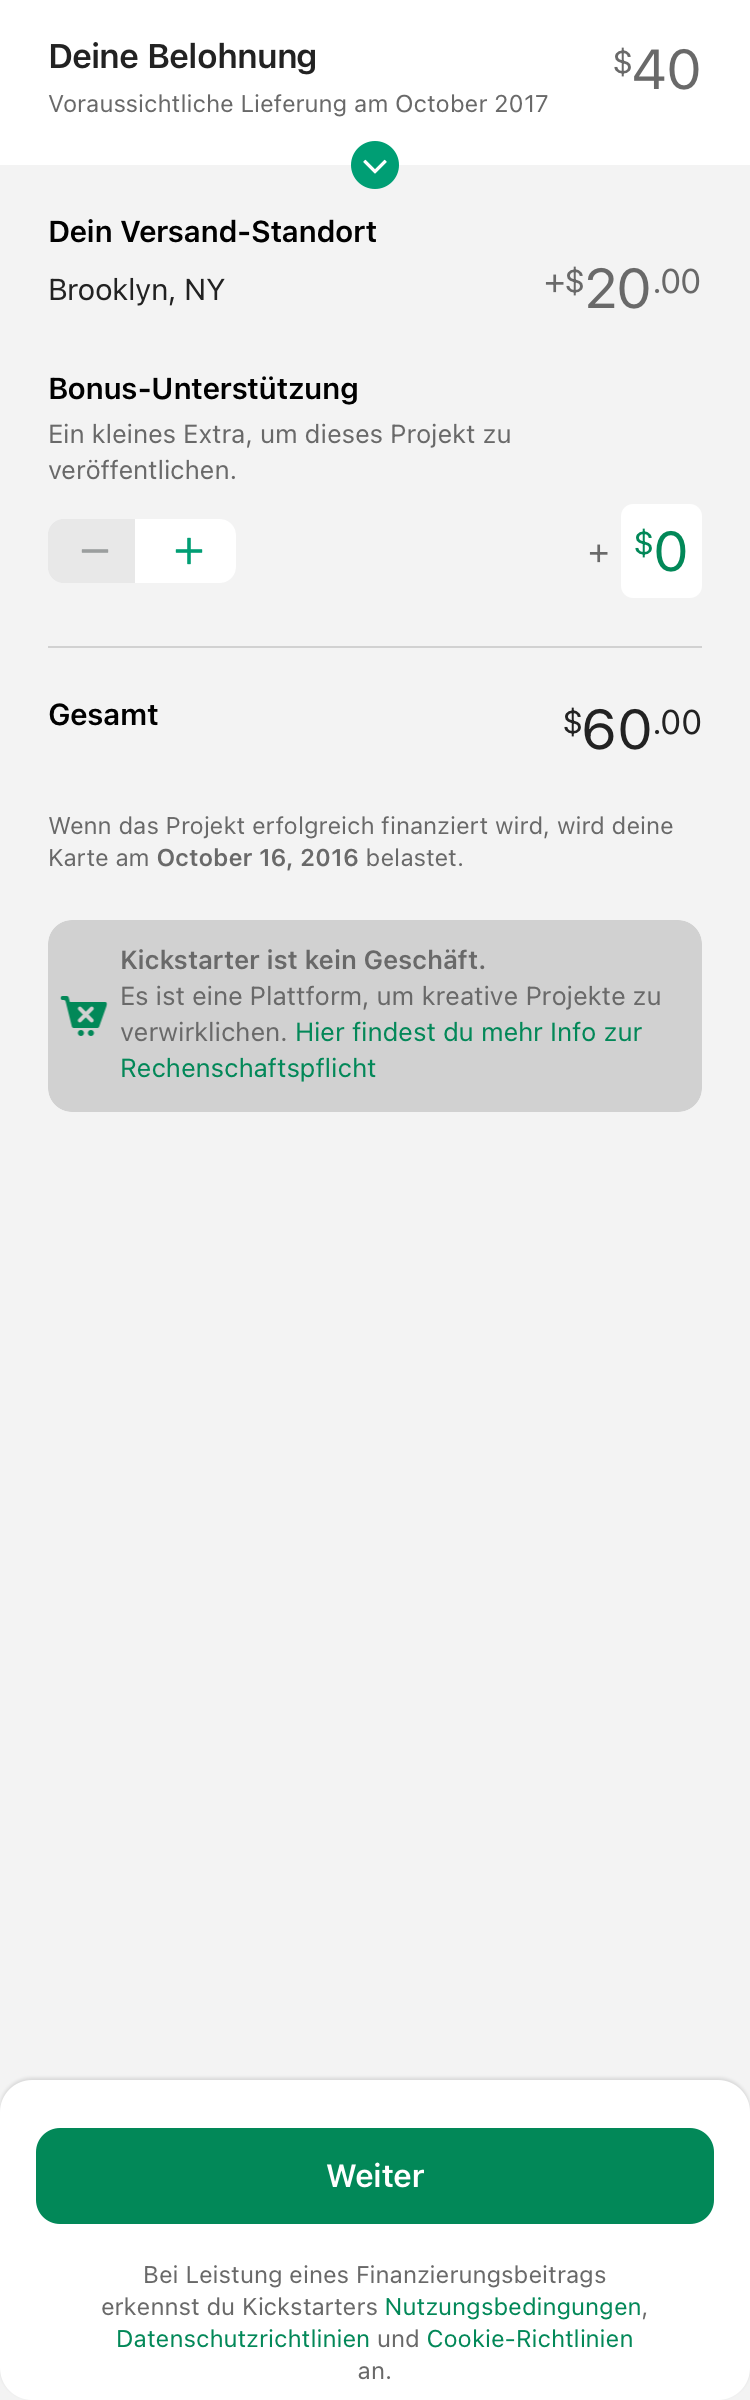 Deine Belohnung
$40
Voraussichtliche Lieferung am October 2017
Dein Versand-Standort
Brooklyn, NY
+$20.00
Bonus-Unterstützung
Ein kleines Extra, um dieses Projekt zu
veröffentlichen.
− +
+ $0
Gesamt
$60.00
Wenn das Projekt erfolgreich finanziert wird, wird deine
Karte am October 16, 2016 belastet.
Kickstarter ist kein Geschäft.
Es ist eine Plattform, um kreative Projekte zu
verwirklichen. Hier findest du mehr Info zur
Rechenschaftspflicht
Weiter
Bei Leistung eines Finanzierungsbeitrags
erkennst du Kickstarters Nutzungsbedingungen,
Datenschutzrichtlinien und Cookie-Richtlinien
an.